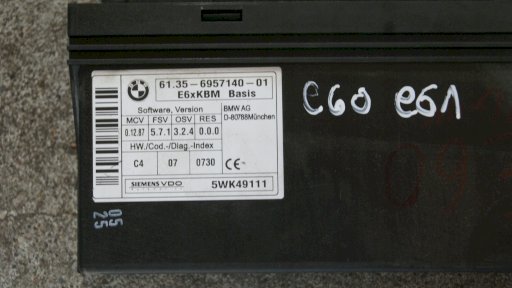 BMW
61.35-6957140-01
E6xKBM Basis
Software, Version
BMW AG
D-80788München
MCV FSV OSV RES
0.12.87 5.7.1 3.2.4 0.0.0
HW./Cod.-/Diag.-Index
C4 07 0730 CE
SIEMENS VDO 5WK49111
05
25
e60 e61